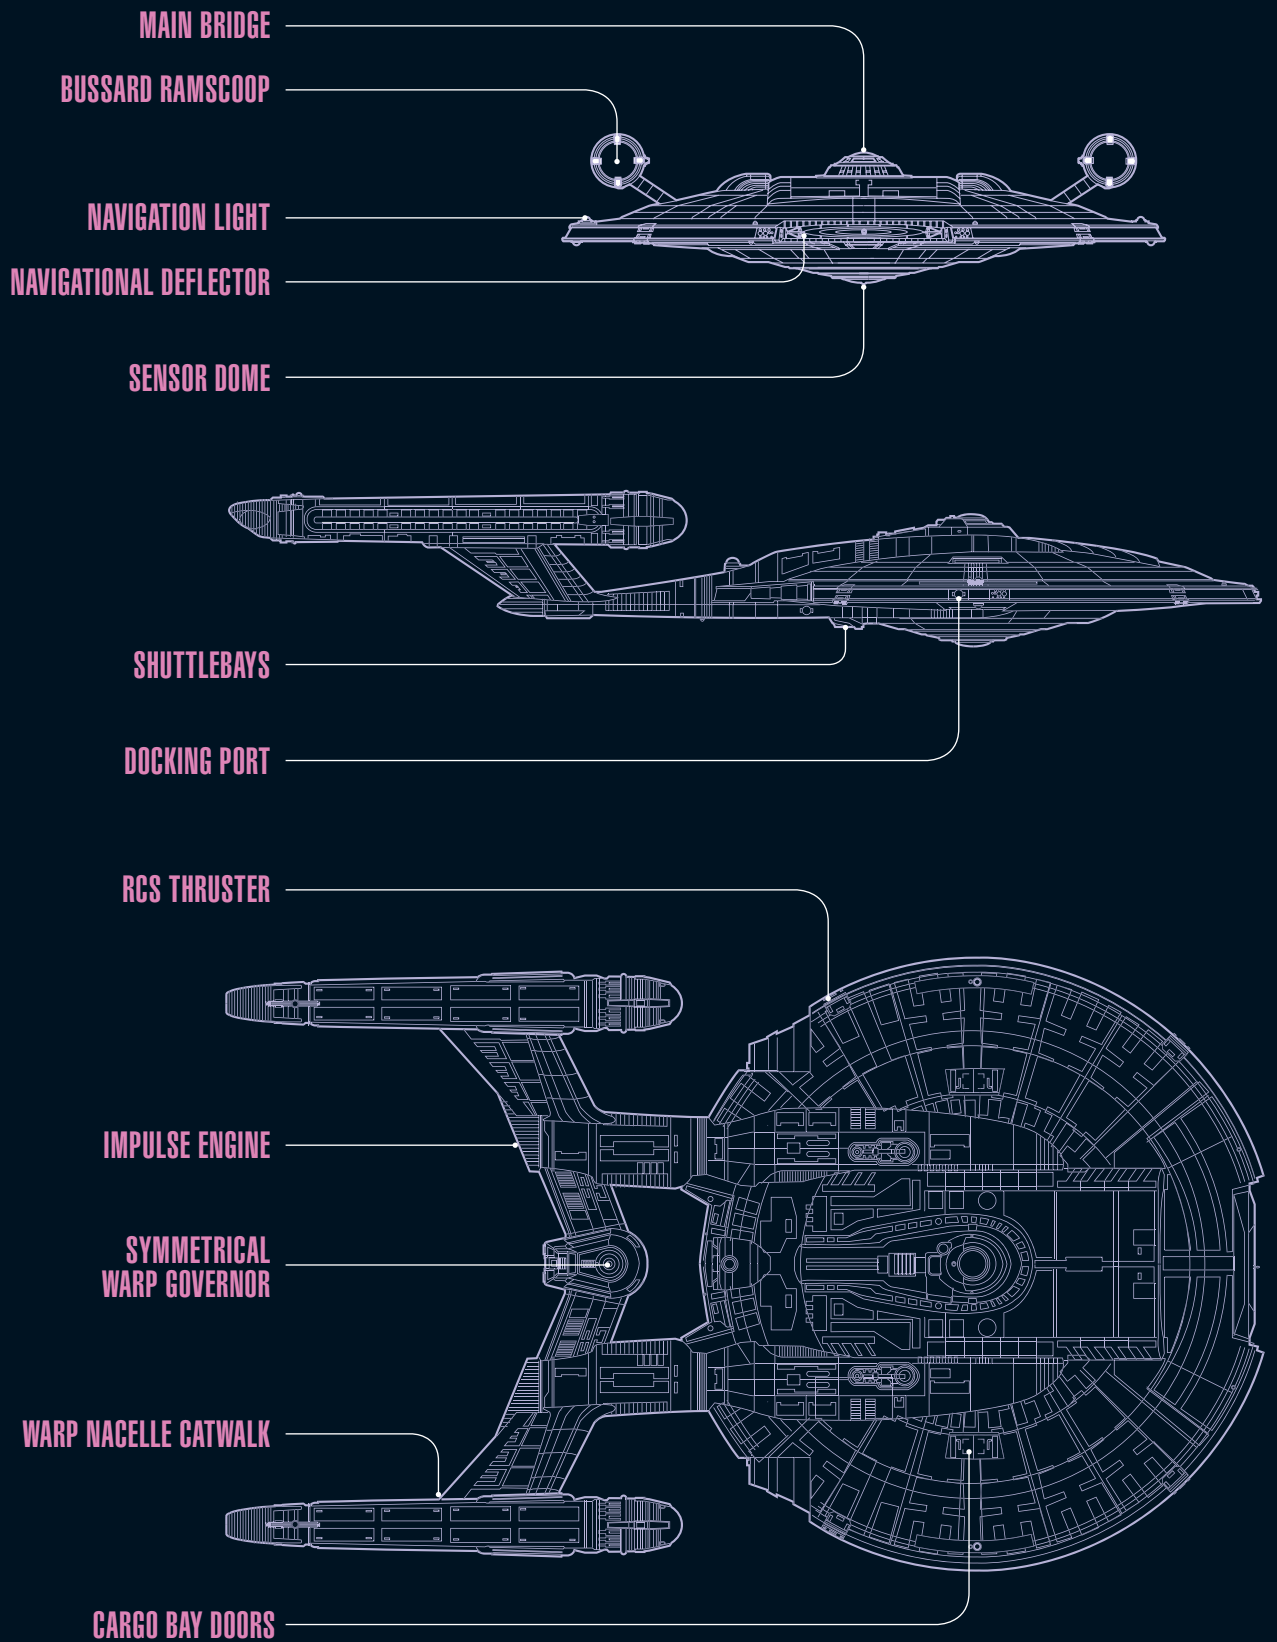 MAIN BRIDGE
BUSSARD RAMSCOOP
NAVIGATION LIGHT
NAVIGATIONAL DEFLECTOR
SENSOR DOME
SHUTTLEBAYS
DOCKING PORT
RCS THRUSTER
IMPULSE ENGINE
SYMMETRICAL
WARP GOVERNOR
WARP NACELLE CATWALK
CARGO BAY DOORS